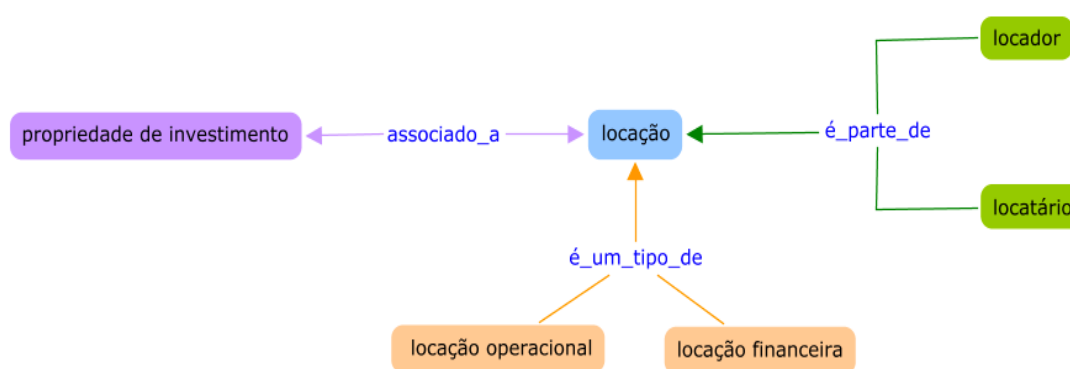 locador
propriedade de investimento
associado_a
locação
é_parte_de
locatário
é_um_tipo_de
locação operacional
locação financeira